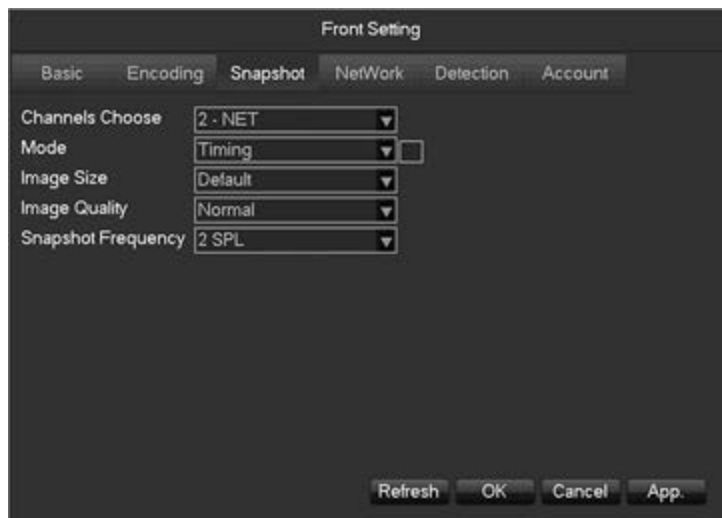 Front Setting
Basic Encoding Snapshot NetWork Detection Account
Channels Choose 2 - NET
Mode Timing
Image Size Default
Image Quality Normal
Snapshot Frequency 2 SPL
Refresh OK Cancel App.